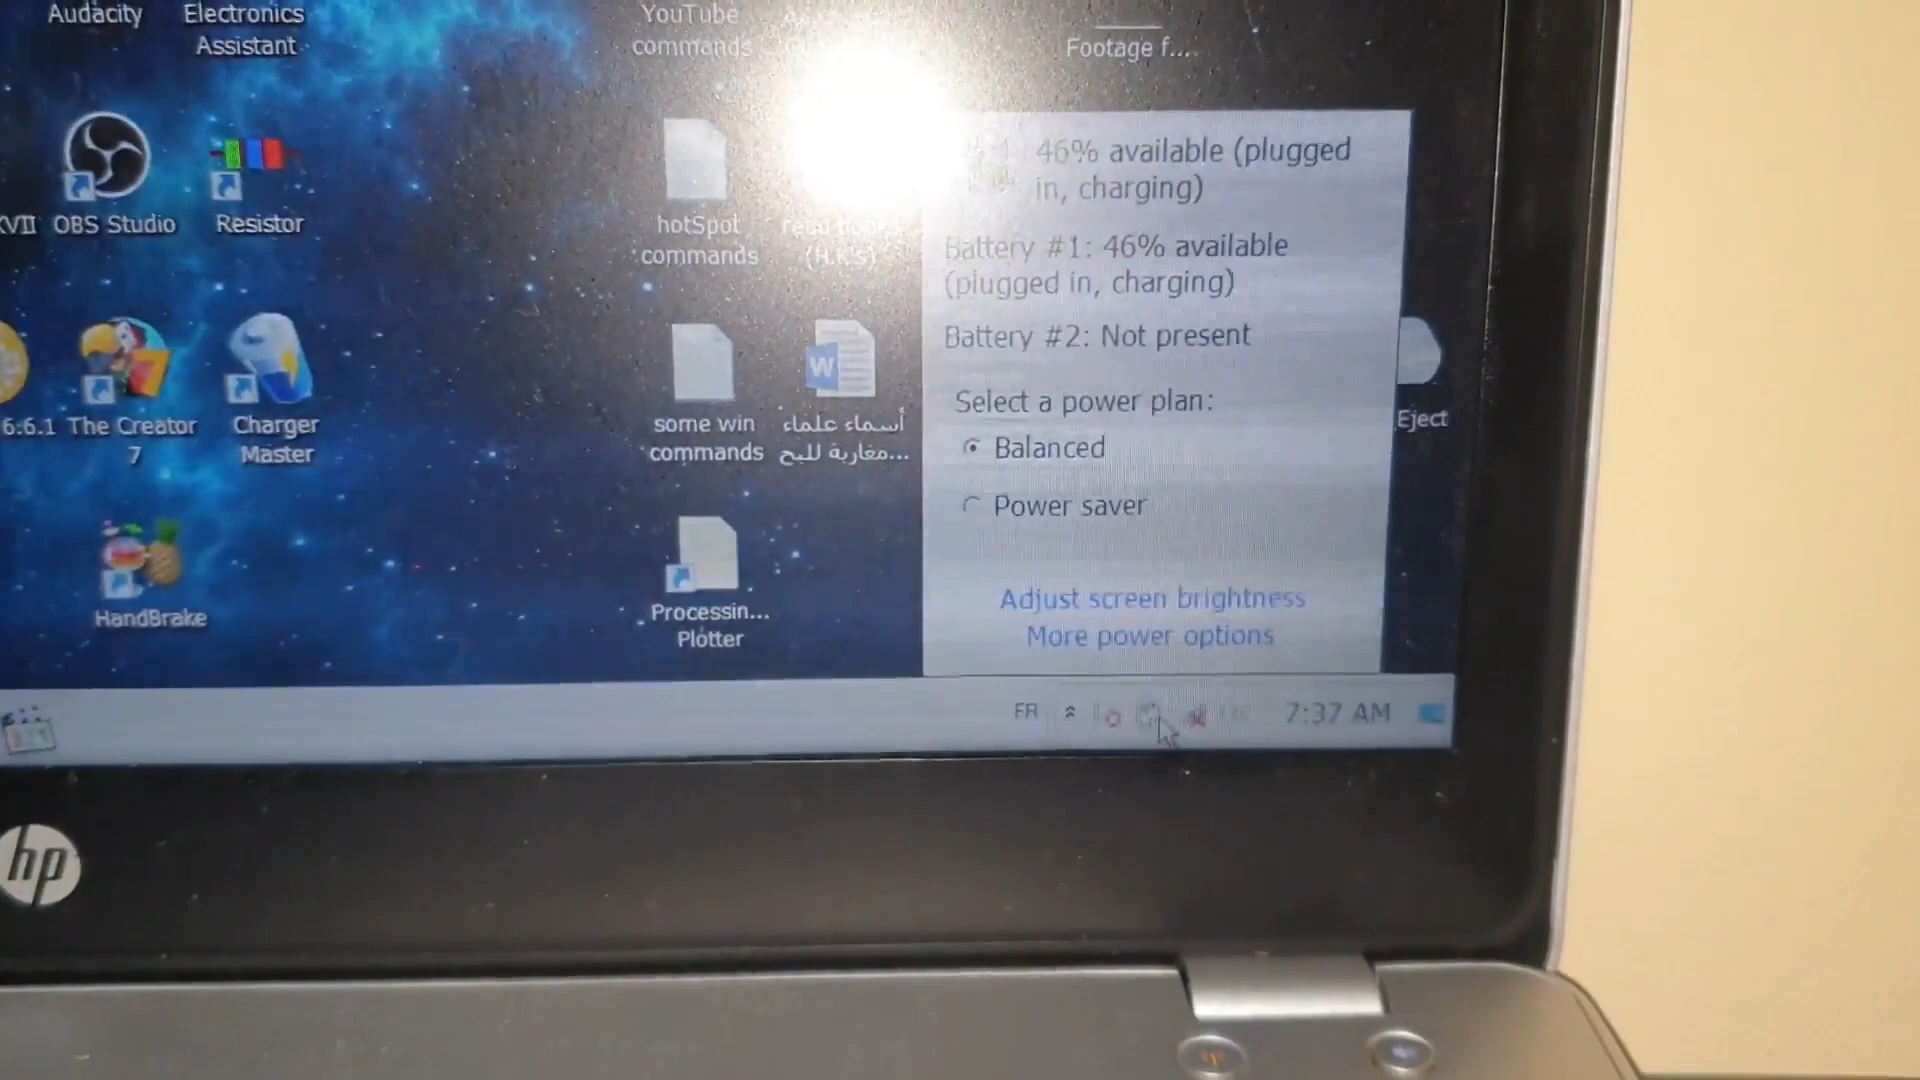 Audacity
Electronics
Assistant
YouTube
commands
Footage f...
OBS Studio
Resistor
hotSpot
commands
(H.K's)
46% available (plugged
in, charging)
Battery #1: 46% available
(plugged in, charging)
Battery #2: Not present
Select a power plan:
Balanced
Power saver
Adjust screen brightness
More power options
Eject
6:6.1
The Creator
7
Charger
Master
some win
commands
أسماء علماء
مغاربة للبح...
HandBrake
Processin...
Plotter
FR
7:37 AM
hp